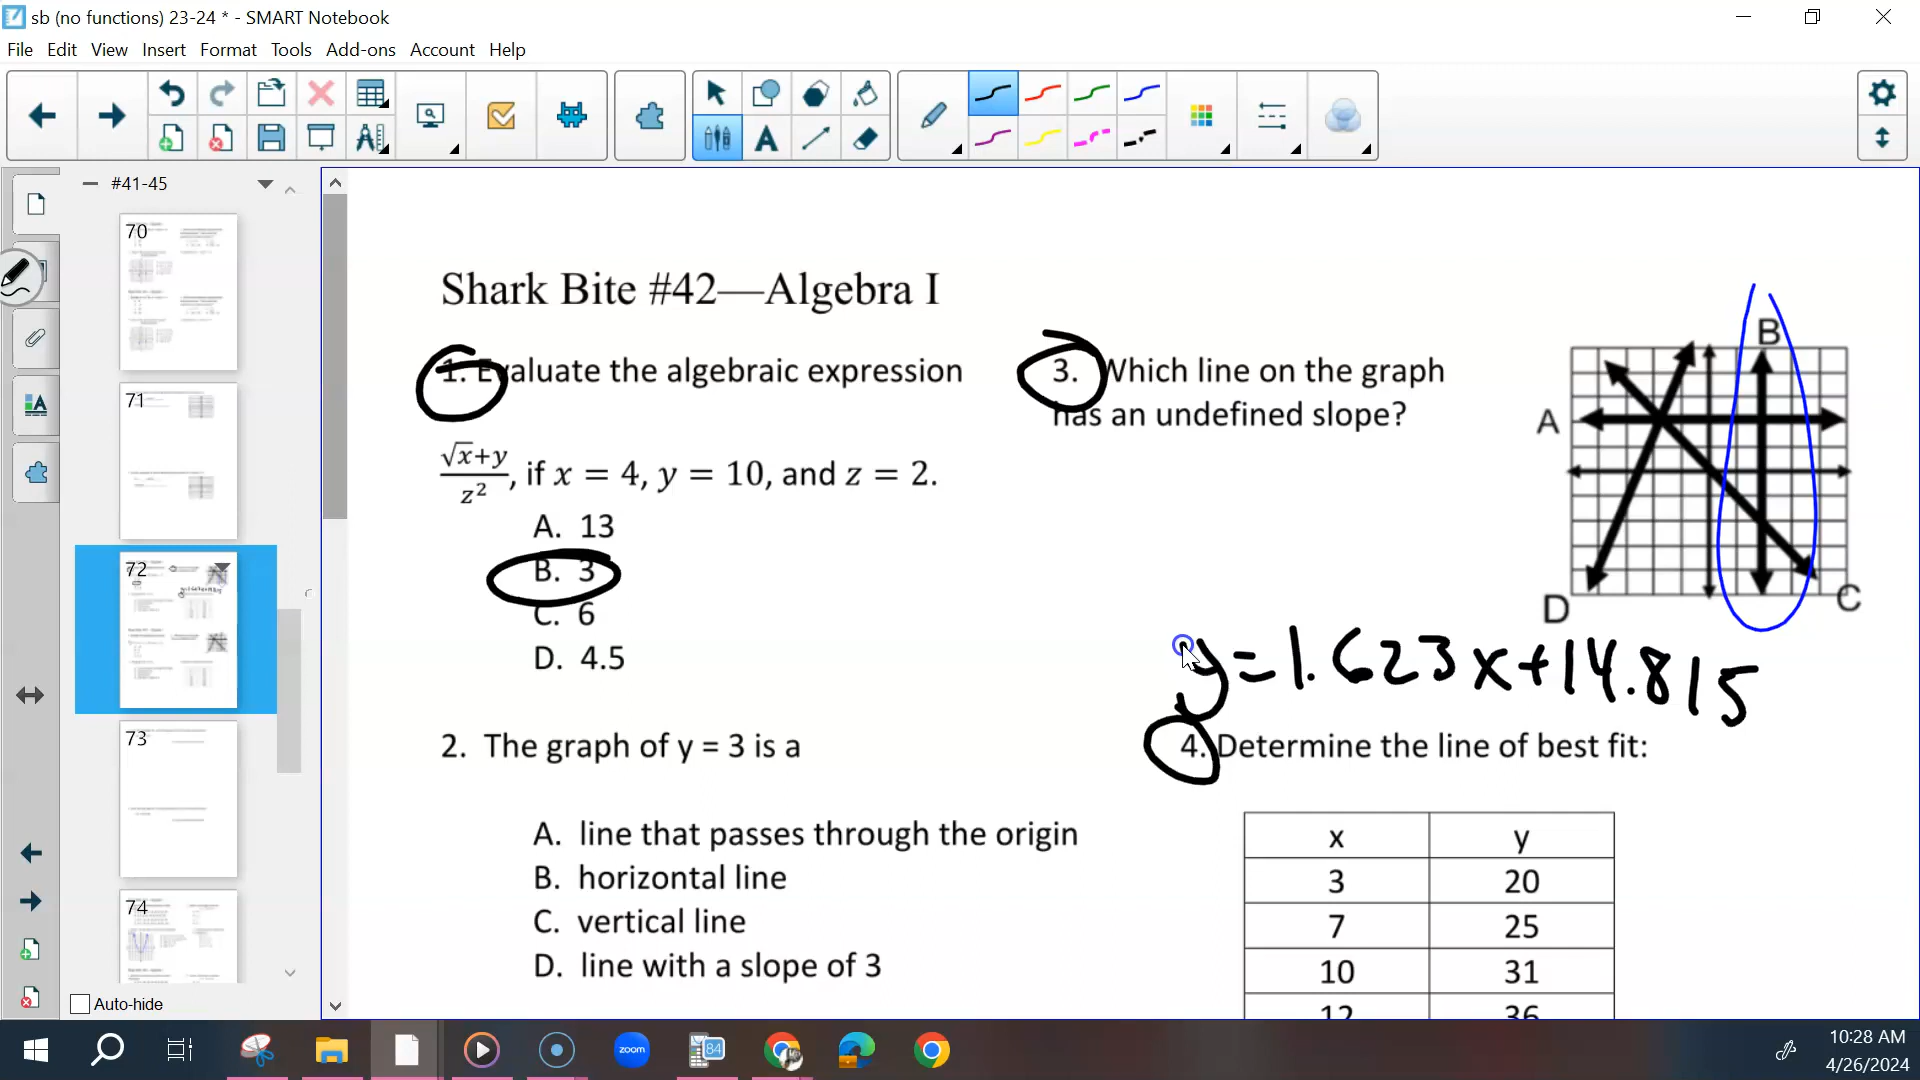 sb (no functions) 23-24 * - SMART Notebook
File Edit View Insert Format Tools Add-ons Account Help
#41-45
70
71
72
73
74
Auto-hide
Shark Bite #42—Algebra I
1. Evaluate the algebraic expression
√x+y/z², if x = 4, y = 10, and z = 2.
A. 13
B. 3
C. 6
D. 4.5
2. The graph of y = 3 is a
A. line that passes through the origin
B. horizontal line
C. vertical line
D. line with a slope of 3
3. Which line on the graph
has an undefined slope?
B
A
D
C
y=1.623x+14.815
4. Determine the line of best fit:
x y
3 20
7 25
10 31
12 36
zoom
84
10:28 AM
4/26/2024